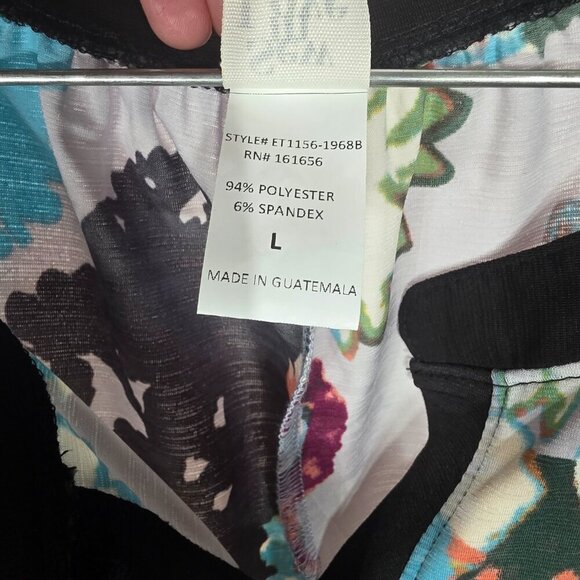 STYLE# ET1156-1968B
RN# 161656
94% POLYESTER
6% SPANDEX
L
MADE IN GUATEMALA